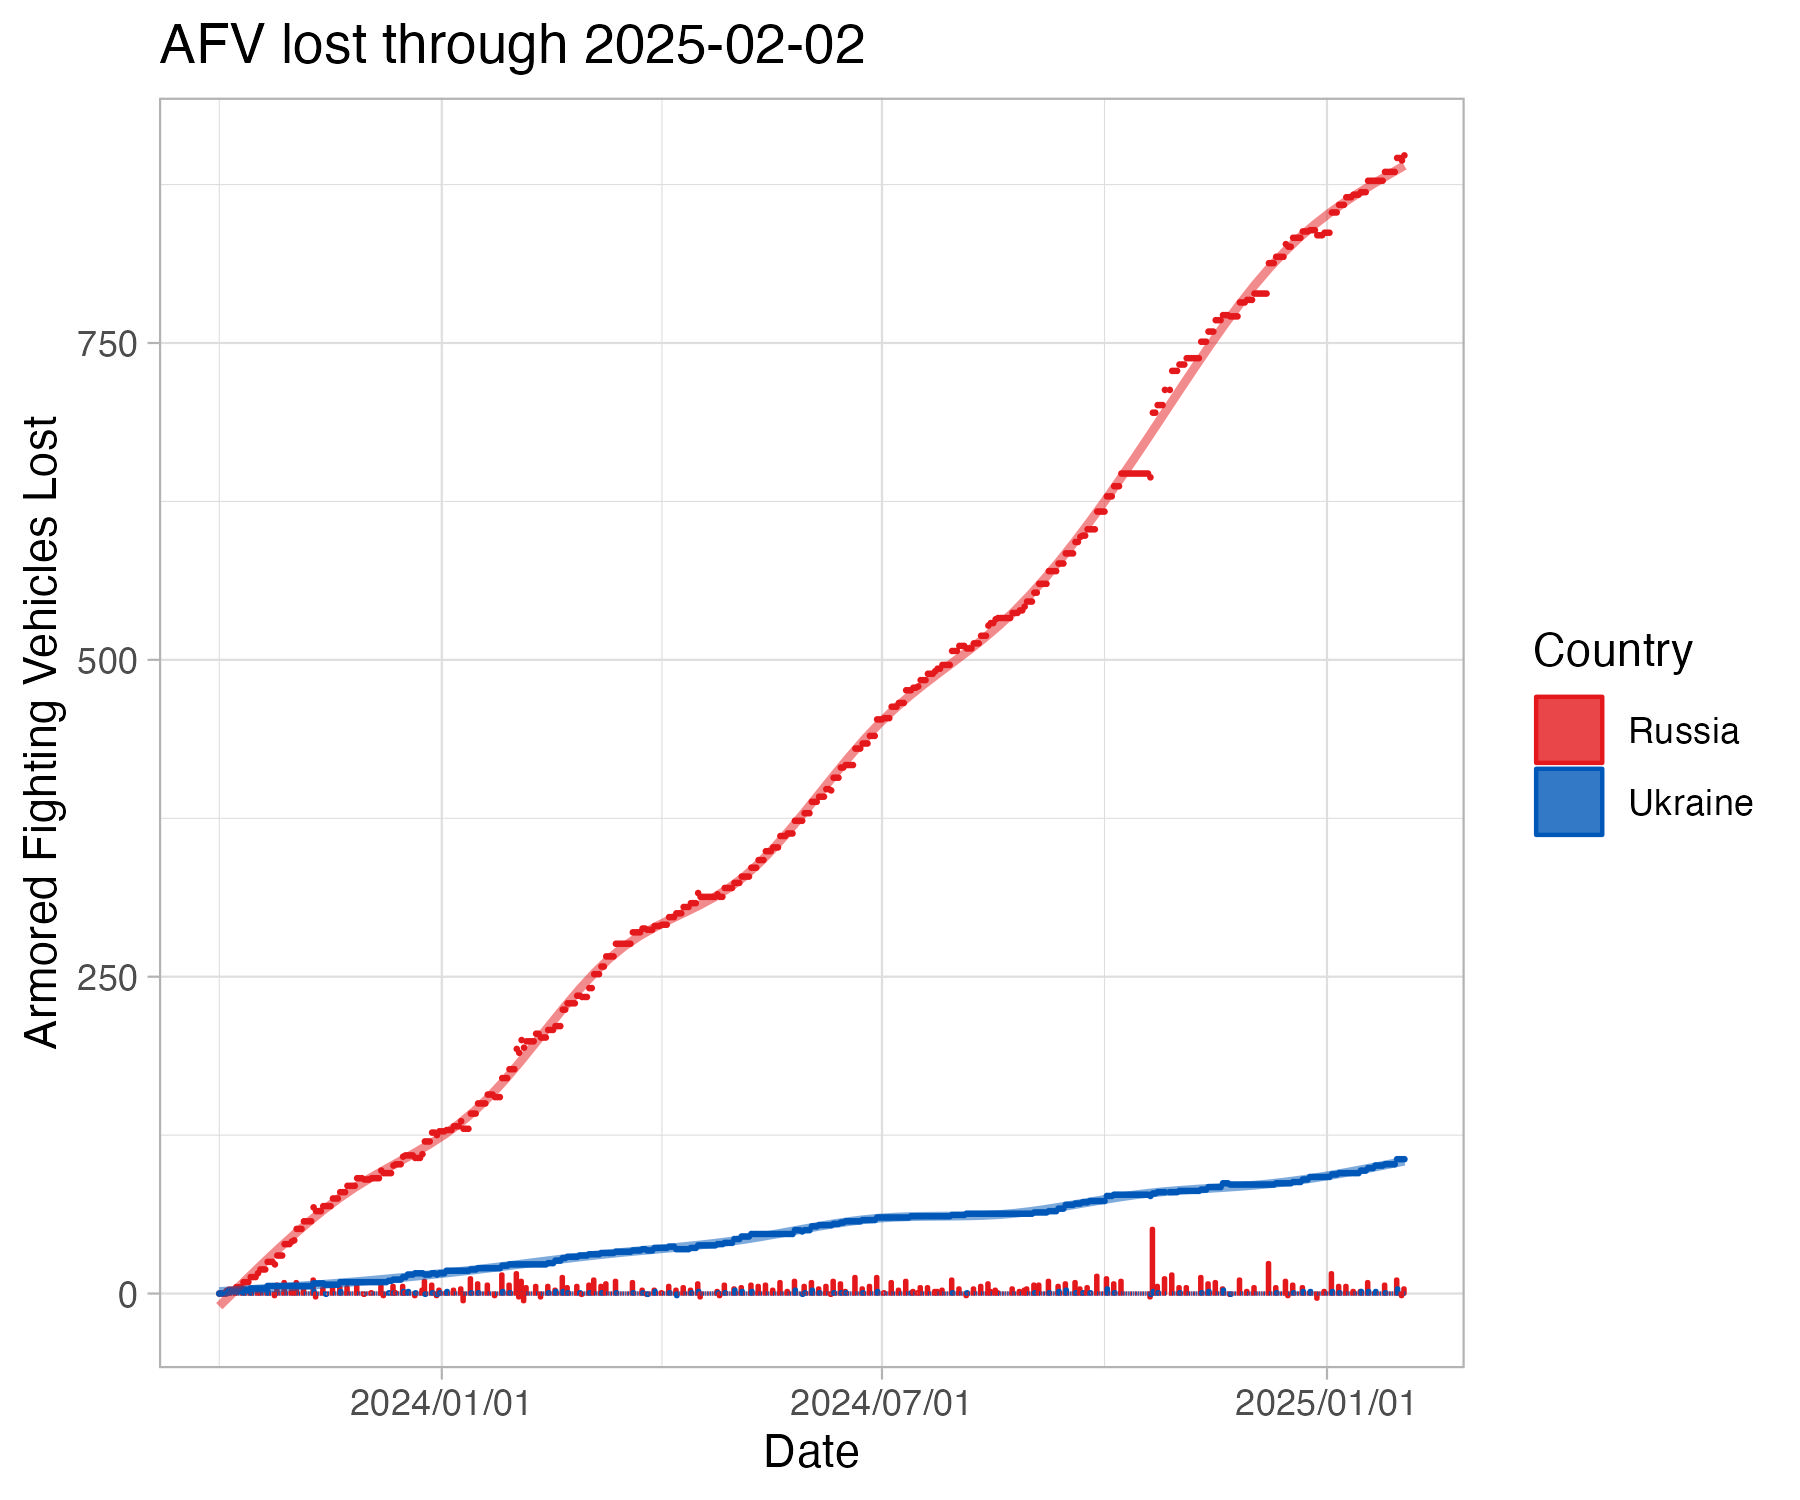 AFV lost through 2025-02-02
Armored Fighting Vehicles Lost
750
500
250
0
2024/01/01
2024/07/01
2025/01/01
Date
Country
Russia
Ukraine